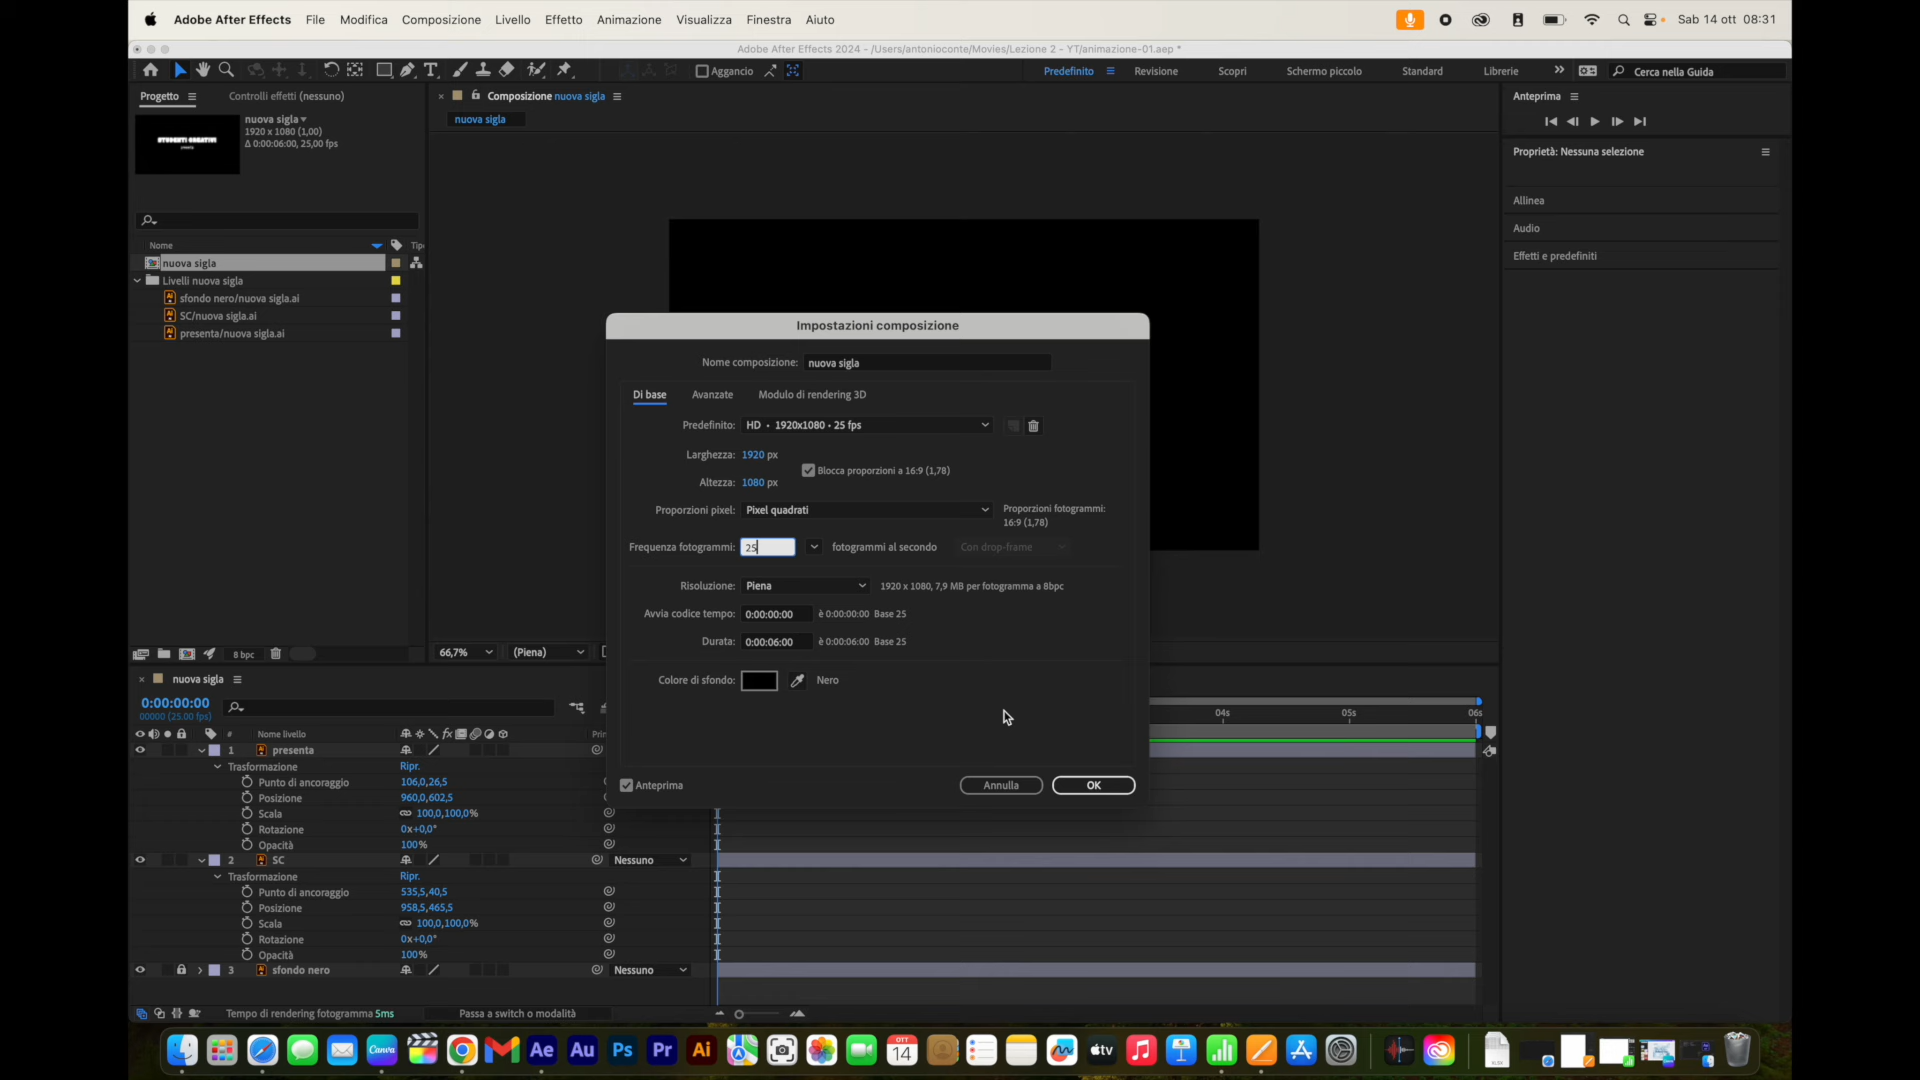 Adobe After Effects File Modifica Composizione Livello Effetto Animazione Visualizza Finestra Aiuto Sab 14 ott 08:31
Adobe After Effects 2024 - /Users/antonioconte/Movies/Lezione 2 - YT/animazione-01.aep *
Aggancio Predefinito Revisione Scopri Schermo piccolo Standard Librerie Cerca nella Guida
Progetto Controlli effetti (nessuno) Composizione nuova sigla Anteprima
nuova sigla
1920 x 1080 (1,00)
Δ 0:00:06:00, 25,00 fps
STUDENTI CREATIVI
presenta
nuova sigla
Proprietà: Nessuna selezione
Allinea
Audio
Effetti e predefiniti
Nome Tipo
nuova sigla
Livelli nuova sigla
sfondo nero/nuova sigla.ai
SC/nuova sigla.ai
presenta/nuova sigla.ai
Impostazioni composizione
Nome composizione: nuova sigla
Di base Avanzate Modulo di rendering 3D
Predefinito: HD • 1920x1080 • 25 fps
Larghezza: 1920 px
Blocca proporzioni a 16:9 (1,78)
Altezza: 1080 px
Proporzioni pixel: Pixel quadrati Proporzioni fotogrammi:
16:9 (1,78)
Frequenza fotogrammi: 25 fotogrammi al secondo Con drop-frame
Risoluzione: Piena 1920 x 1080, 7,9 MB per fotogramma a 8bpc
Avvia codice tempo: 0:00:00:00 è 0:00:00:00 Base 25
Durata: 0:00:06:00 è 0:00:06:00 Base 25
Colore di sfondo: Nero
Anteprima Annulla OK
8 bpc 66,7% (Piena)
nuova sigla
0:00:00:00
00000 (25.00 fps)
04s 05s 06s
# Nome livello
1 presenta
Trasformazione Ripr.
Punto di ancoraggio 106,0,26,5
Posizione 960,0,602,5
Scala 100,0,100,0%
Rotazione 0x+0,0°
Opacità 100%
2 SC Nessuno
Trasformazione Ripr.
Punto di ancoraggio 535,5,40,5
Posizione 958,5,465,5
Scala 100,0,100,0%
Rotazione 0x+0,0°
Opacità 100%
3 sfondo nero Nessuno
Tempo di rendering fotogramma 5ms Passa a switch o modalità
Canva Ae Au Ps Pr Ai OTT 14 tv